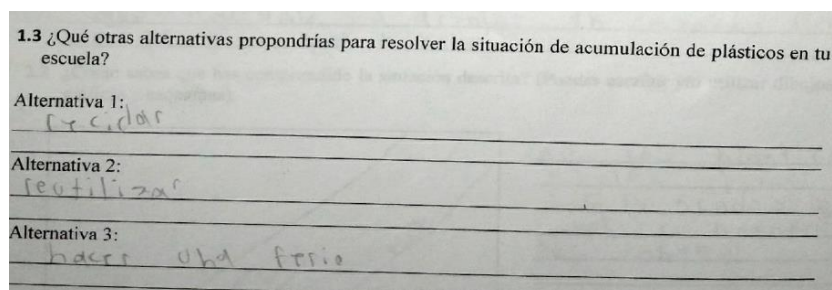 1.3 ¿Qué otras alternativas propondrías para resolver la situación de acumulación de plásticos en tu
escuela?
Alternativa 1:
reciclar
Alternativa 2:
reutilizar
Alternativa 3:
hacer una feria